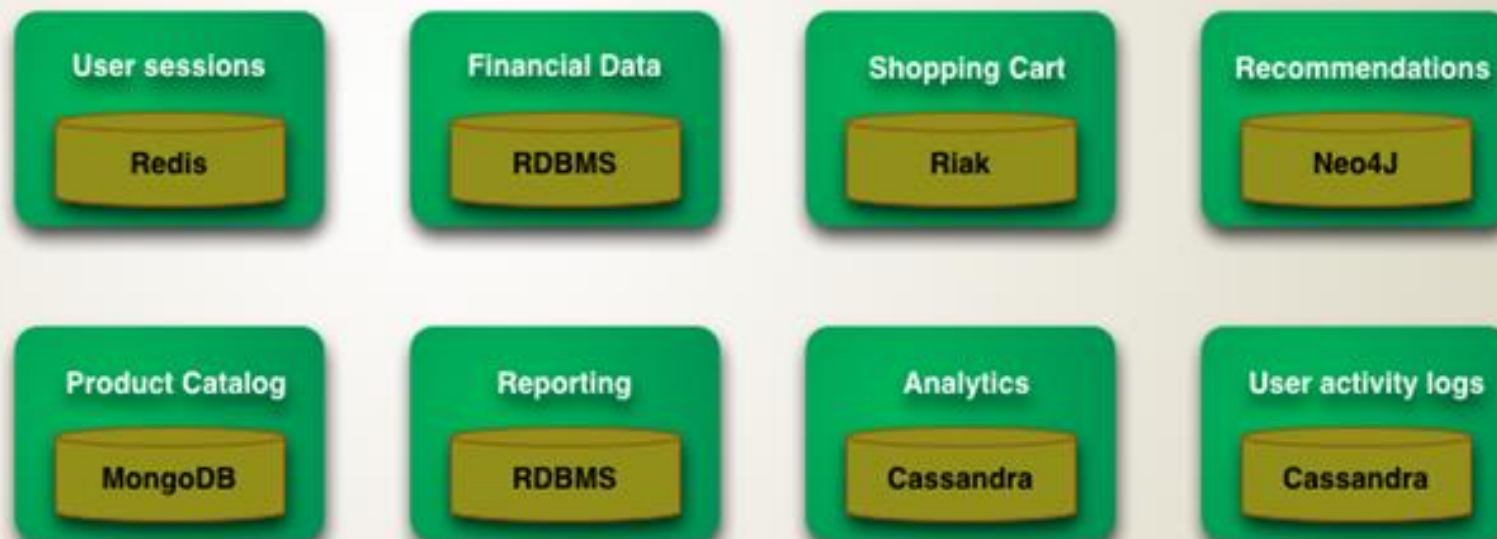 User sessions
Redis
Financial Data
RDBMS
Shopping Cart
Riak
Recommendations
Neo4J
Product Catalog
MongoDB
Reporting
RDBMS
Analytics
Cassandra
User activity logs
Cassandra